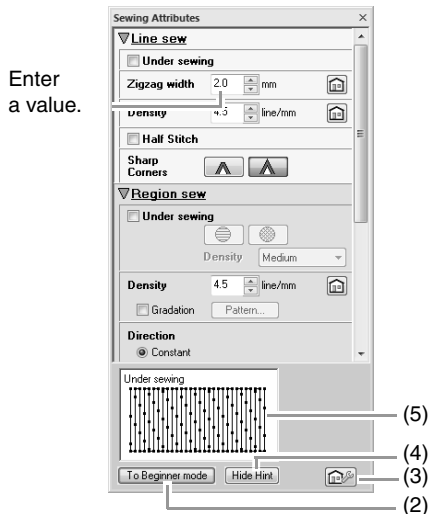 Sewing Attributes
Line sew
Under sewing
Zigzag width 2.0 mm
Enter
a value.
Density 4.5 line/mm
Half Stitch
Sharp
Corners
Region sew
Under sewing
Density Medium
Density 4.5 line/mm
Gradation Pattern...
Direction
Constant
Under sewing
(5)
(4)
To Beginner mode Hide Hint
(3)
(2)